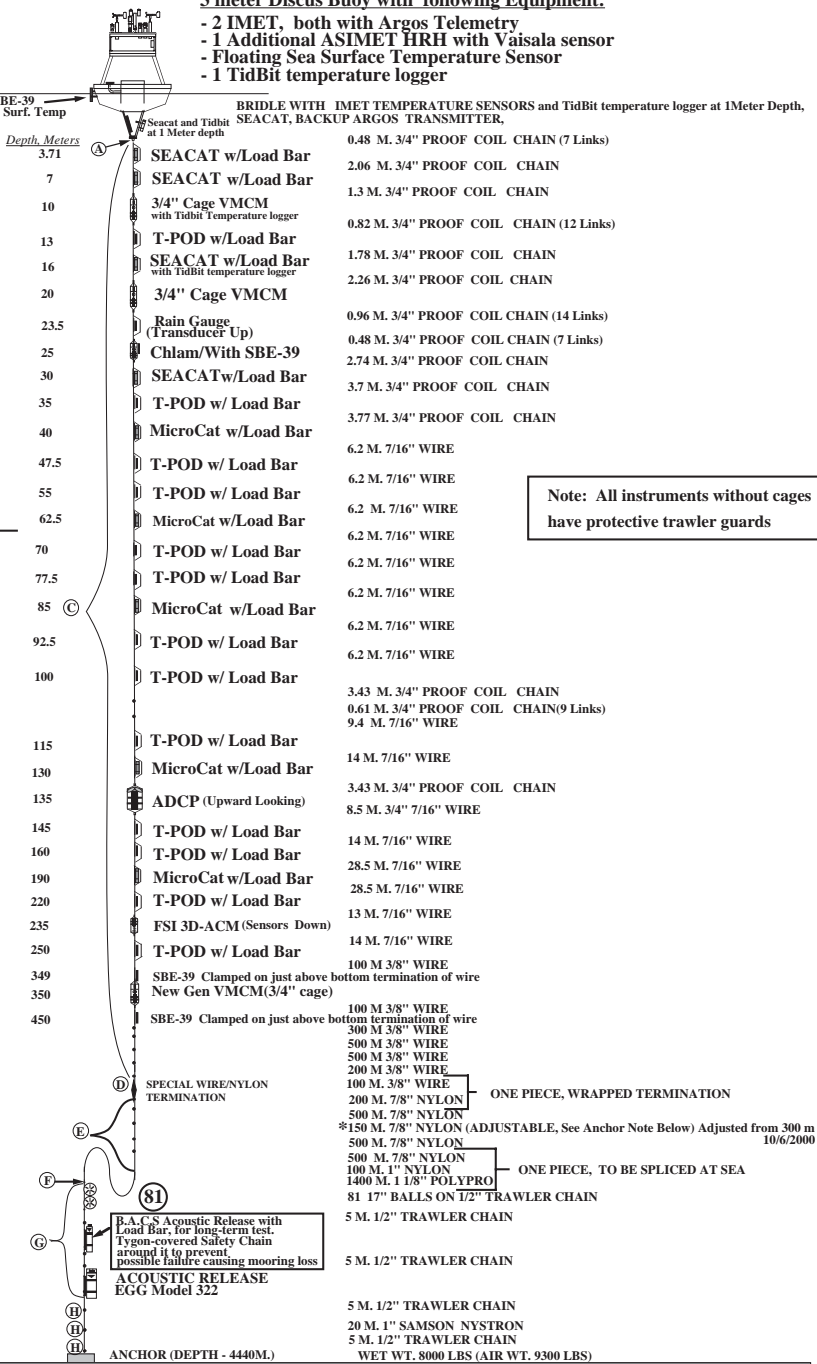 3 meter Discus Buoy with following Equipment:
- 2 IMET, both with Argos Telemetry
- 1 Additional ASIMET HRH with Vaisala sensor
- Floating Sea Surface Temperature Sensor
- 1 TidBit temperature logger
BE-39
Surf. Temp
BRIDLE WITH IMET TEMPERATURE SENSORS and TidBit temperature logger at 1Meter Depth,
SEACAT, BACKUP ARGOS TRANSMITTER,
Seacat and Tidbit
at 1 Meter depth
Depth, Meters
A
0.48 M. 3/4" PROOF COIL CHAIN (7 Links)
3.71 SEACAT w/Load Bar
2.06 M. 3/4" PROOF COIL CHAIN
7 SEACAT w/Load Bar
1.3 M. 3/4" PROOF COIL CHAIN
10 3/4" Cage VMCM
with Tidbit Temperature logger
0.82 M. 3/4" PROOF COIL CHAIN (12 Links)
13 T-POD w/Load Bar
1.78 M. 3/4" PROOF COIL CHAIN
16 SEACAT w/Load Bar
with TidBit temperature logger
2.26 M. 3/4" PROOF COIL CHAIN
20 3/4" Cage VMCM
0.96 M. 3/4" PROOF COIL CHAIN (14 Links)
23.5 Rain Gauge
(Transducer Up)
0.48 M. 3/4" PROOF COIL CHAIN (7 Links)
25 Chlam/With SBE-39
2.74 M. 3/4" PROOF COIL CHAIN
30 SEACATw/Load Bar
3.7 M. 3/4" PROOF COIL CHAIN
35 T-POD w/ Load Bar
3.77 M. 3/4" PROOF COIL CHAIN
40 MicroCat w/Load Bar
6.2 M. 7/16" WIRE
47.5 T-POD w/ Load Bar
6.2 M. 7/16" WIRE
55 T-POD w/ Load Bar
Note: All instruments without cages
have protective trawler guards
6.2 M. 7/16" WIRE
62.5 MicroCat w/Load Bar
6.2 M. 7/16" WIRE
70 T-POD w/ Load Bar
6.2 M. 7/16" WIRE
77.5 T-POD w/ Load Bar
6.2 M. 7/16" WIRE
85 C MicroCat w/Load Bar
6.2 M. 7/16" WIRE
92.5 T-POD w/ Load Bar
6.2 M. 7/16" WIRE
100 T-POD w/ Load Bar
3.43 M. 3/4" PROOF COIL CHAIN
0.61 M. 3/4" PROOF COIL CHAIN(9 Links)
9.4 M. 7/16" WIRE
115 T-POD w/ Load Bar
14 M. 7/16" WIRE
130 MicroCat w/Load Bar
3.43 M. 3/4" PROOF COIL CHAIN
135 ADCP (Upward Looking)
8.5 M. 3/4" 7/16" WIRE
145 T-POD w/ Load Bar
14 M. 7/16" WIRE
160 T-POD w/ Load Bar
28.5 M. 7/16" WIRE
190 MicroCat w/Load Bar
28.5 M. 7/16" WIRE
220 T-POD w/ Load Bar
13 M. 7/16" WIRE
235 FSI 3D-ACM (Sensors Down)
14 M. 7/16" WIRE
250 T-POD w/ Load Bar
100 M 3/8" WIRE
349 SBE-39 Clamped on just above bottom termination of wire
350 New Gen VMCM(3/4" cage)
100 M 3/8" WIRE
450 SBE-39 Clamped on just above bottom termination of wire
300 M 3/8" WIRE
500 M 3/8" WIRE
500 M 3/8" WIRE
200 M 3/8" WIRE
D SPECIAL WIRE/NYLON
TERMINATION
100 M. 3/8" WIRE
200 M. 7/8" NYLON
ONE PIECE, WRAPPED TERMINATION
500 M. 7/8" NYLON
E
*150 M. 7/8" NYLON (ADJUSTABLE, See Anchor Note Below) Adjusted from 300 m
10/6/2000
500 M. 7/8" NYLON
500 M. 7/8" NYLON
100 M. 1" NYLON
1400 M. 1 1/8" POLYPRO
ONE PIECE, TO BE SPLICED AT SEA
F
81
81 17" BALLS ON 1/2" TRAWLER CHAIN
5 M. 1/2" TRAWLER CHAIN
G
B.A.C.S Acoustic Release with
Load Bar, for long-term test.
Tygon-covered Safety Chain
around it to prevent
possible failure causing mooring loss
5 M. 1/2" TRAWLER CHAIN
ACOUSTIC RELEASE
EGG Model 322
H
5 M. 1/2" TRAWLER CHAIN
H
20 M. 1" SAMSON NYSTRON
H
5 M. 1/2" TRAWLER CHAIN
ANCHOR (DEPTH - 4440M.)
WET WT. 8000 LBS (AIR WT. 9300 LBS)